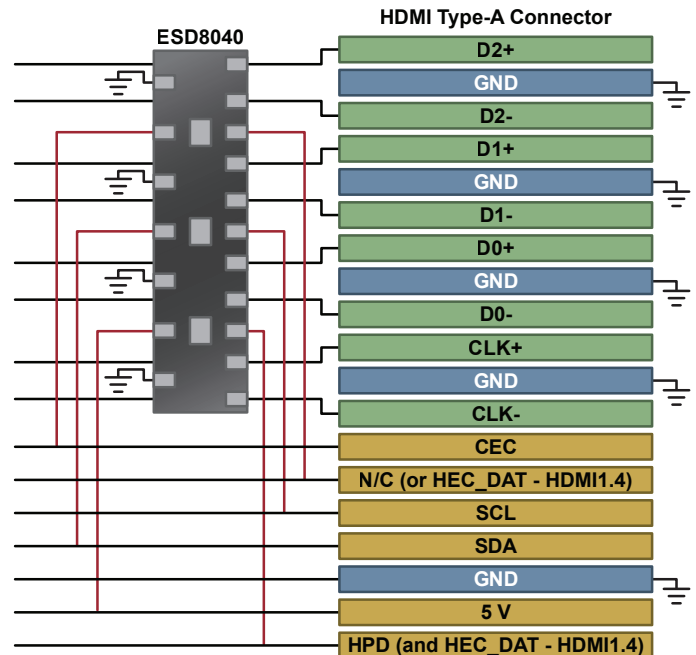 HDMI Type-A Connector
ESD8040
D2+
GND
D2-
D1+
GND
D1-
D0+
GND
D0-
CLK+
GND
CLK-
CEC
N/C (or HEC_DAT - HDMI1.4)
SCL
SDA
GND
5 V
HPD (and HEC_DAT - HDMI1.4)